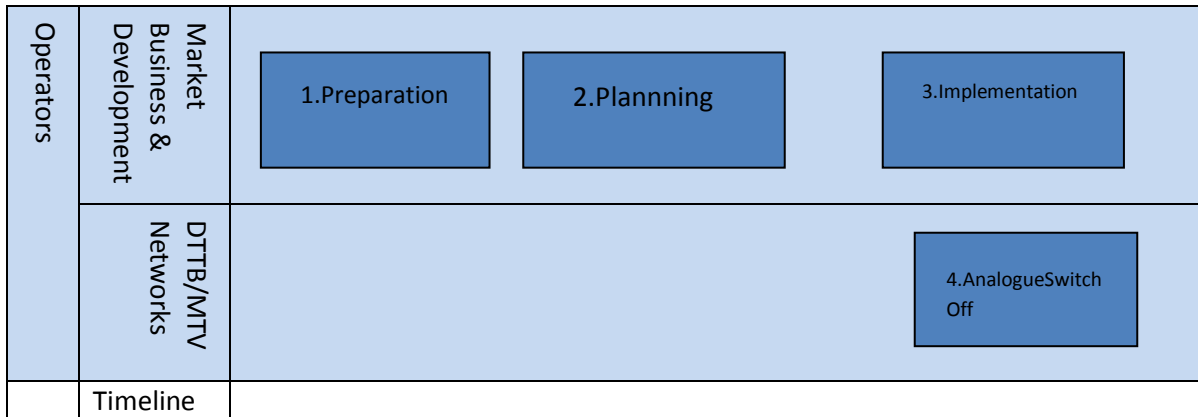 Operators
Market
Business &
Development
1.Preparation
2.Plannning
3.Implementation
DTTB/MTV
Networks
4.AnalogueSwitch
Off
Timeline